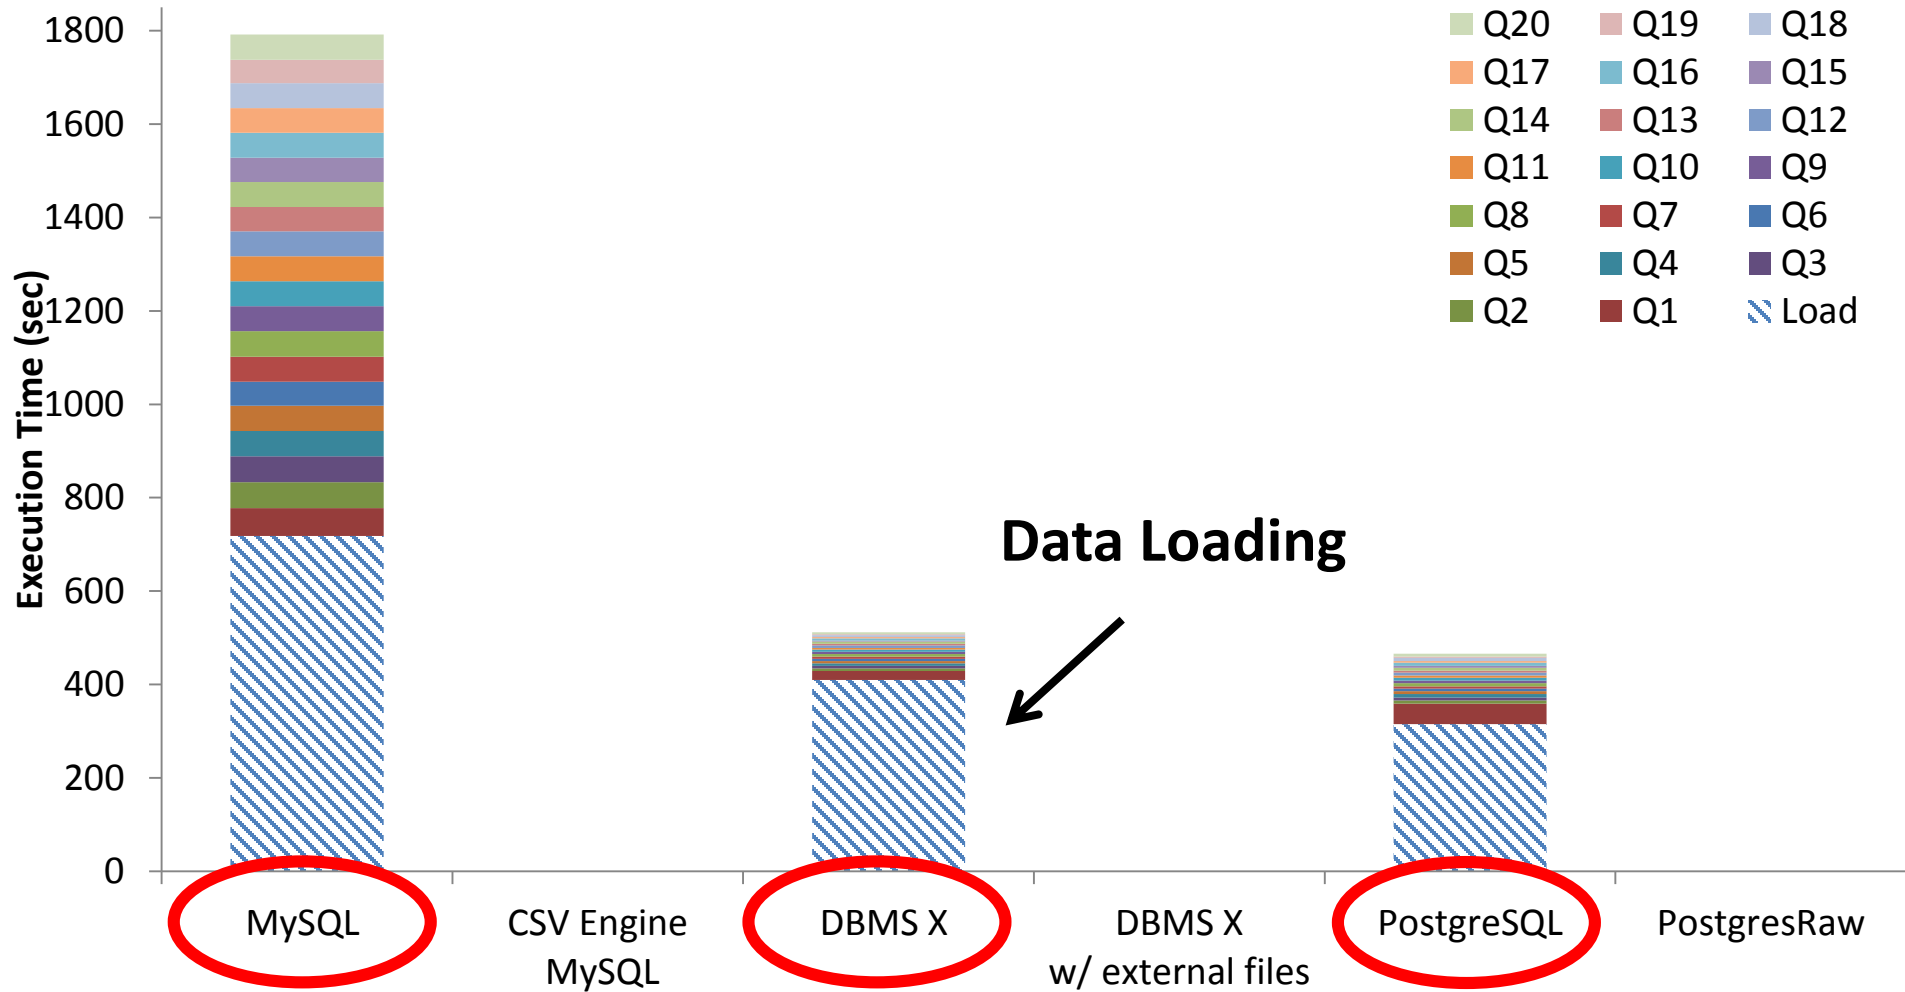 1800
1600
1400
1200
1000
800
600
400
200
0
Execution Time (sec)
Q20 Q19 Q18
Q17 Q16 Q15
Q14 Q13 Q12
Q11 Q10 Q9
Q8 Q7 Q6
Q5 Q4 Q3
Q2 Q1 Load
Data Loading
MySQL
CSV Engine
MySQL
DBMS X
DBMS X
w/ external files
PostgreSQL
PostgresRaw